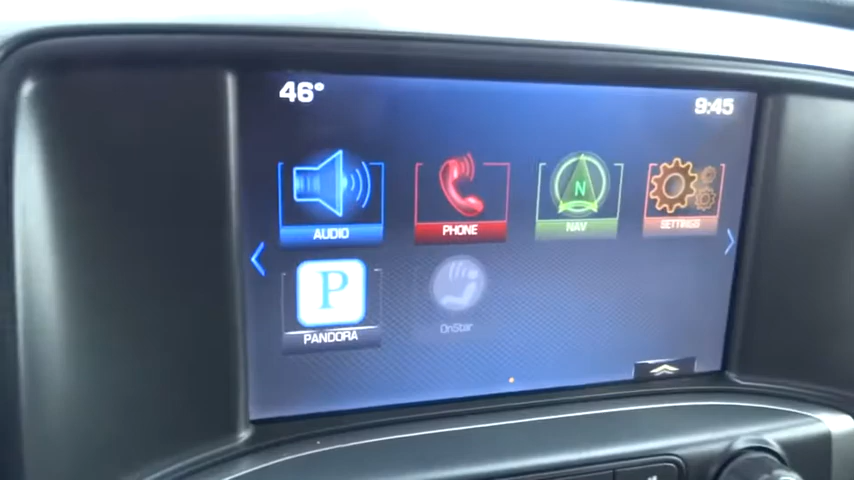 46°
9:45
AUDIO
PHONE
N
NAV
SETTINGS
P
PANDORA
OnStar